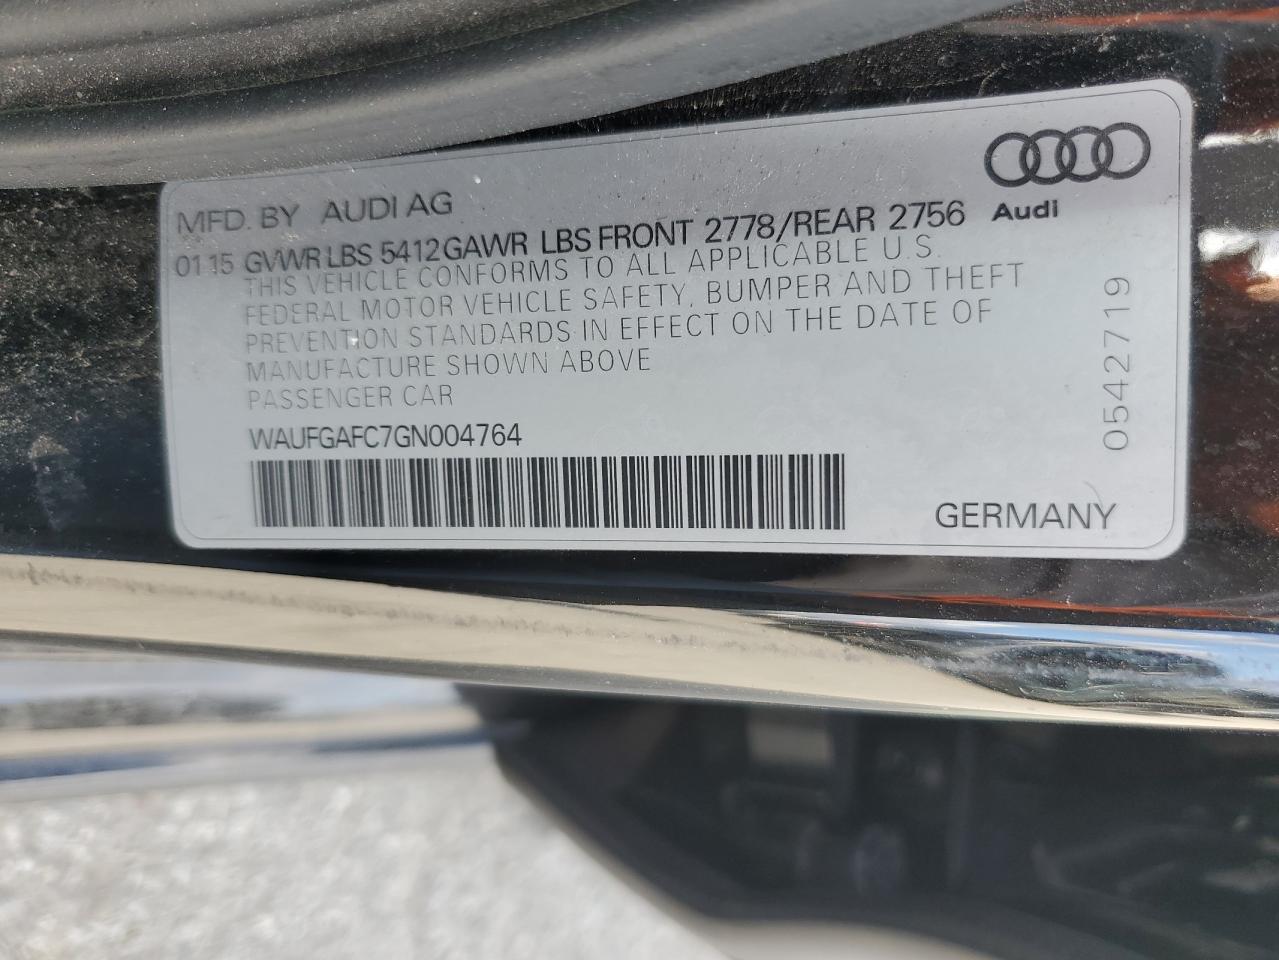 MFD. BY AUDI AG
01 15 GVWR LBS 5412 GAWR LBS FRONT 2778/REAR 2756
THIS VEHICLE CONFORMS TO ALL APPLICABLE U.S.
FEDERAL MOTOR VEHICLE SAFETY, BUMPER AND THEFT
PREVENTION STANDARDS IN EFFECT ON THE DATE OF
MANUFACTURE SHOWN ABOVE
PASSENGER CAR
WAUFGAFC7GN004764
Audi
0542719
GERMANY